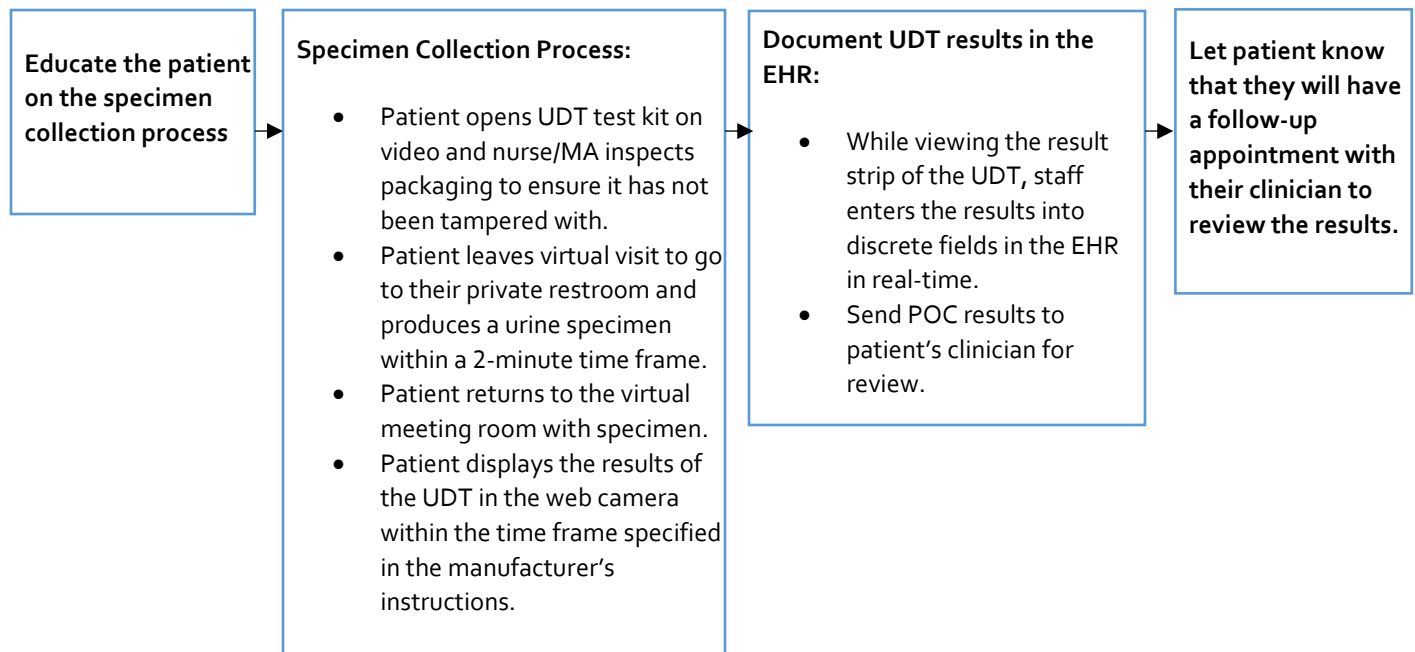 Educate the patient
on the specimen
collection process
Specimen Collection Process:
• Patient opens UDT test kit on
video and nurse/MA inspects
packaging to ensure it has not
been tampered with.
• Patient leaves virtual visit to go
to their private restroom and
produces a urine specimen
within a 2-minute time frame.
• Patient returns to the virtual
meeting room with specimen.
• Patient displays the results of
the UDT in the web camera
within the time frame specified
in the manufacturer's
instructions.
Document UDT results in the
EHR:
• While viewing the result
strip of the UDT, staff
enters the results into
discrete fields in the EHR
in real-time.
• Send POC results to
patient's clinician for
review.
Let patient know
that they will have
a follow-up
appointment with
their clinician to
review the results.